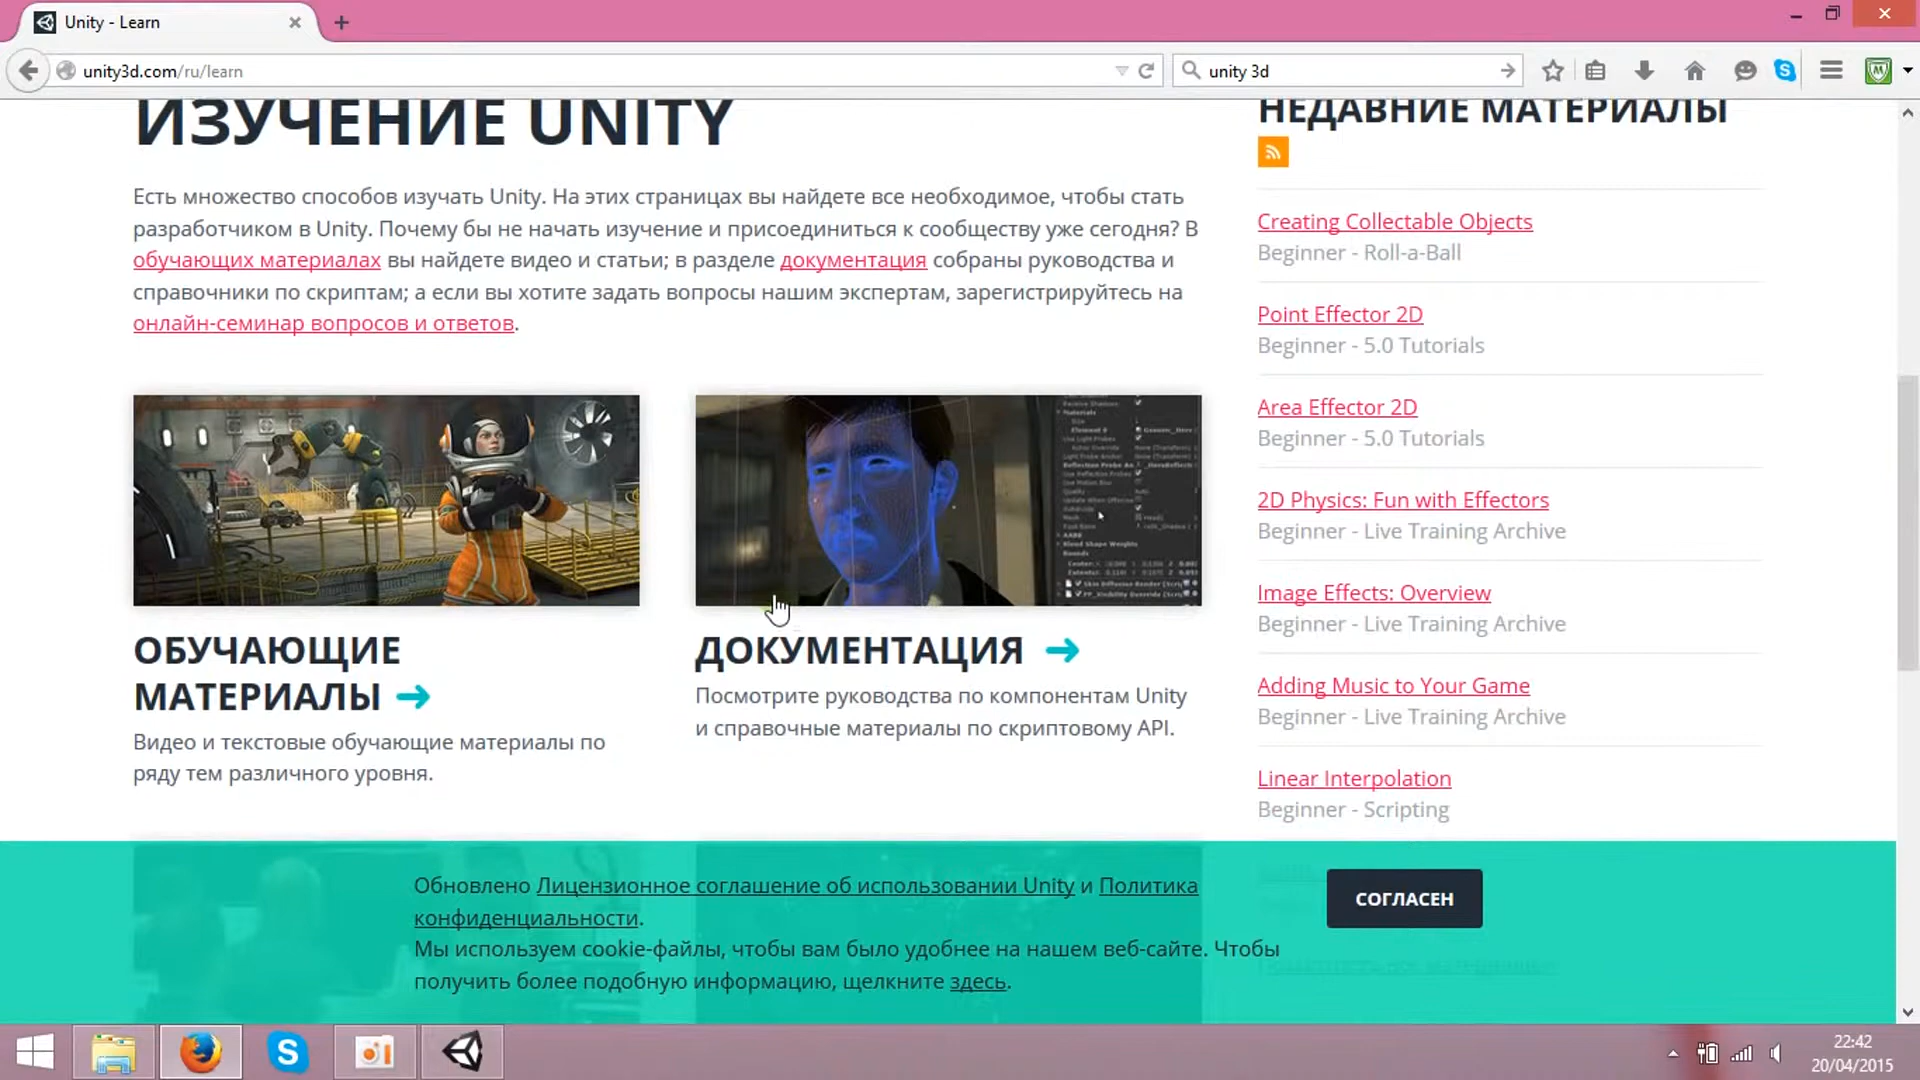 Unity - Learn
unity3d.com/ru/learn
unity 3d
ИЗУЧЕНИЕ UNITY
Есть множество способов изучать Unity. На этих страницах вы найдете все необходимое, чтобы стать
разработчиком в Unity. Почему бы не начать изучение и присоединиться к сообществу уже сегодня? В
обучающих материалах вы найдете видео и статьи; в разделе документация собраны руководства и
справочники по скриптам; а если вы хотите задать вопросы нашим экспертам, зарегистрируйтесь на
онлайн-семинар вопросов и ответов.
ОБУЧАЮЩИЕ
МАТЕРИАЛЫ
Видео и текстовые обучающие материалы по
ряду тем различного уровня.
ДОКУМЕНТАЦИЯ
Посмотрите руководства по компонентам Unity
и справочные материалы по скриптовому API.
НЕДАВНИЕ МАТЕРИАЛЫ
Creating Collectable Objects
Beginner - Roll-a-Ball
Point Effector 2D
Beginner - 5.0 Tutorials
Area Effector 2D
Beginner - 5.0 Tutorials
2D Physics: Fun with Effectors
Beginner - Live Training Archive
Image Effects: Overview
Beginner - Live Training Archive
Adding Music to Your Game
Beginner - Live Training Archive
Linear Interpolation
Beginner - Scripting
Обновлено Лицензионное соглашение об использовании Unity и Политика
конфиденциальности.
Мы используем cookie-файлы, чтобы вам было удобнее на нашем веб-сайте. Чтобы
получить более подобную информацию, щелкните здесь.
СОГЛАСЕН
22:42
20/04/2015